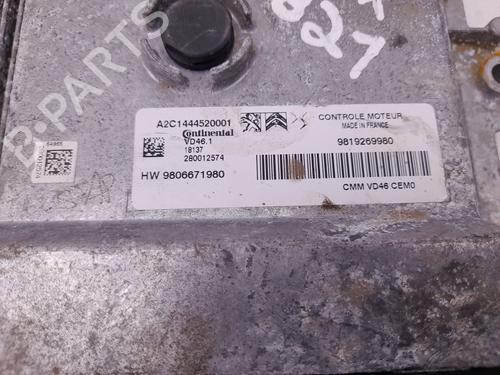 827
B-PARTS
A2C1444520001
Continental
CONTROLE MOTEUR
MADE IN FRANCE
VD46.1
18137
280012574
9819269980
HW 9806671980
CMM VD46 CEM0